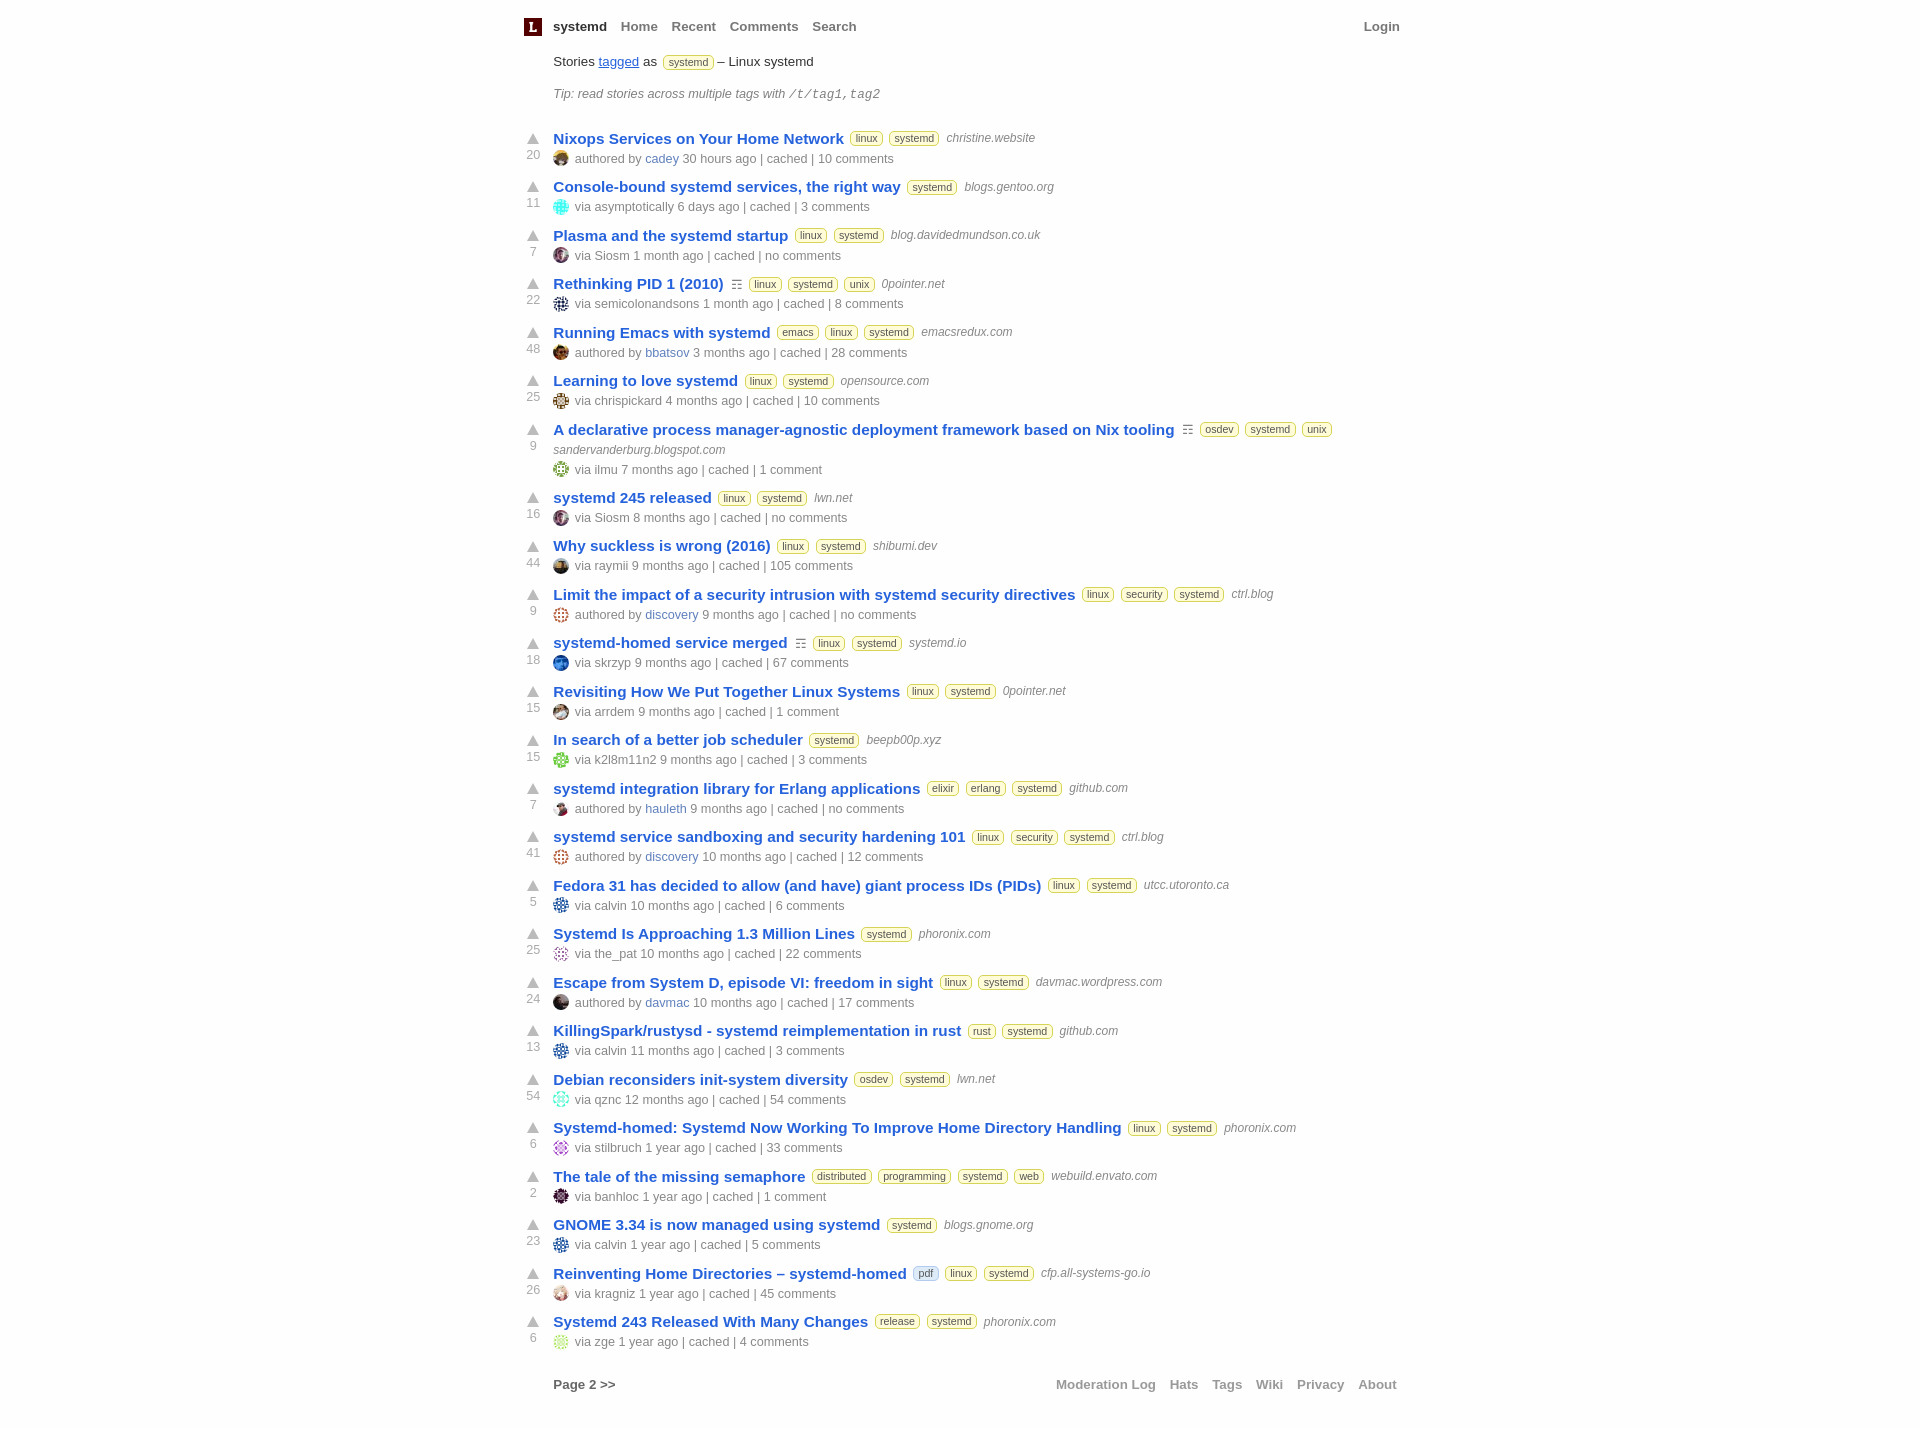 L systemd Home Recent Comments Search Login
Stories tagged as systemd – Linux systemd
Tip: read stories across multiple tags with /t/tag1,tag2
Nixops Services on Your Home Network linux systemd christine.website
20 authored by cadey 30 hours ago | cached | 10 comments
Console-bound systemd services, the right way systemd blogs.gentoo.org
11 via asymptotically 6 days ago | cached | 3 comments
Plasma and the systemd startup linux systemd blog.davidedmundson.co.uk
7 via Siosm 1 month ago | cached | no comments
Rethinking PID 1 (2010) ☶ linux systemd unix 0pointer.net
22 via semicolonandsons 1 month ago | cached | 8 comments
Running Emacs with systemd emacs linux systemd emacsredux.com
48 authored by bbatsov 3 months ago | cached | 28 comments
Learning to love systemd linux systemd opensource.com
25 via chrispickard 4 months ago | cached | 10 comments
A declarative process manager-agnostic deployment framework based on Nix tooling ☶ osdev systemd unix
9 sandervanderburg.blogspot.com
via ilmu 7 months ago | cached | 1 comment
systemd 245 released linux systemd lwn.net
16 via Siosm 8 months ago | cached | no comments
Why suckless is wrong (2016) linux systemd shibumi.dev
44 via raymii 9 months ago | cached | 105 comments
Limit the impact of a security intrusion with systemd security directives linux security systemd ctrl.blog
9 authored by discovery 9 months ago | cached | no comments
systemd-homed service merged ☶ linux systemd systemd.io
18 via skrzyp 9 months ago | cached | 67 comments
Revisiting How We Put Together Linux Systems linux systemd 0pointer.net
15 via arrdem 9 months ago | cached | 1 comment
In search of a better job scheduler systemd beepb00p.xyz
15 via k2l8m11n2 9 months ago | cached | 3 comments
systemd integration library for Erlang applications elixir erlang systemd github.com
7 authored by hauleth 9 months ago | cached | no comments
systemd service sandboxing and security hardening 101 linux security systemd ctrl.blog
41 authored by discovery 10 months ago | cached | 12 comments
Fedora 31 has decided to allow (and have) giant process IDs (PIDs) linux systemd utcc.utoronto.ca
5 via calvin 10 months ago | cached | 6 comments
Systemd Is Approaching 1.3 Million Lines systemd phoronix.com
25 via the_pat 10 months ago | cached | 22 comments
Escape from System D, episode VI: freedom in sight linux systemd davmac.wordpress.com
24 authored by davmac 10 months ago | cached | 17 comments
KillingSpark/rustysd - systemd reimplementation in rust rust systemd github.com
13 via calvin 11 months ago | cached | 3 comments
Debian reconsiders init-system diversity osdev systemd lwn.net
54 via qznc 12 months ago | cached | 54 comments
Systemd-homed: Systemd Now Working To Improve Home Directory Handling linux systemd phoronix.com
6 via stilbruch 1 year ago | cached | 33 comments
The tale of the missing semaphore distributed programming systemd web webuild.envato.com
2 via banhloc 1 year ago | cached | 1 comment
GNOME 3.34 is now managed using systemd systemd blogs.gnome.org
23 via calvin 1 year ago | cached | 5 comments
Reinventing Home Directories – systemd-homed pdf linux systemd cfp.all-systems-go.io
26 via kragniz 1 year ago | cached | 45 comments
Systemd 243 Released With Many Changes release systemd phoronix.com
6 via zge 1 year ago | cached | 4 comments
Page 2 >> Moderation Log Hats Tags Wiki Privacy About